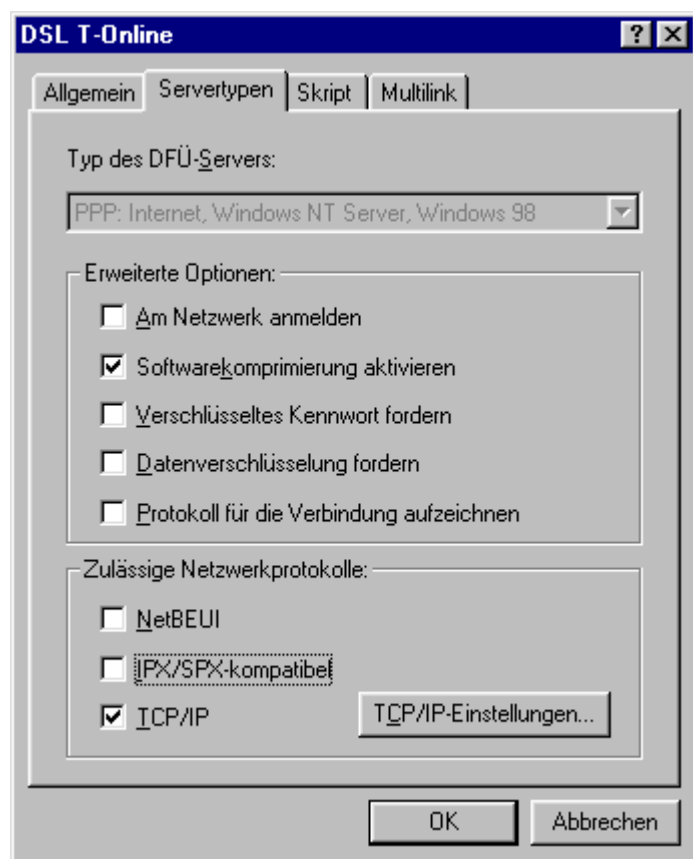 DSL T-Online
Allgemein Servertypen Skript Multilink
Typ des DFÜ-Servers:
PPP: Internet, Windows NT Server, Windows 98
Erweiterte Optionen:
Am Netzwerk anmelden
Softwarekomprimierung aktivieren
Verschlüsseltes Kennwort fordern
Datenverschlüsselung fordern
Protokoll für die Verbindung aufzeichnen
Zulässige Netzwerkprotokolle:
NetBEUI
IPX/SPX-kompatibel
TCP/IP TCP/IP-Einstellungen...
OK Abbrechen